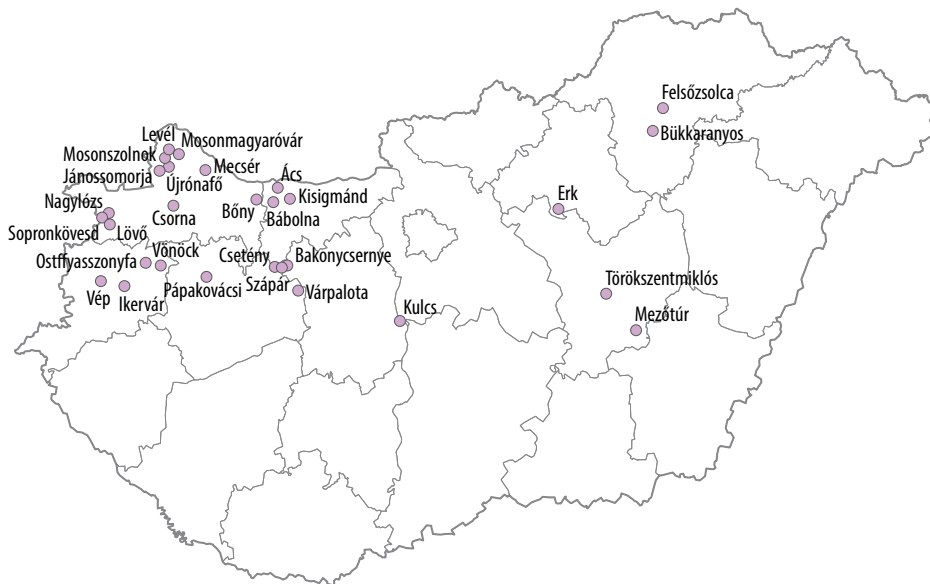 Felsőzsolca
Bükkaranyos
Levél
Mosonmagyaróvár
Mosonszolnok
Jánossomorja
Mecsér
Újrónafő
Ács
Kisigmánd
Erk
Nagylózs
Csorna
Bőny
Bábolna
Sopronkövesd
Lövő
Ostffyasszonyfa
Vönöck
Csetény
Bakonycsernye
Szápár
Vép
Ikervár
Pápakovácsi
Várpalota
Törökszentmiklós
Kulcs
Mezőtúr